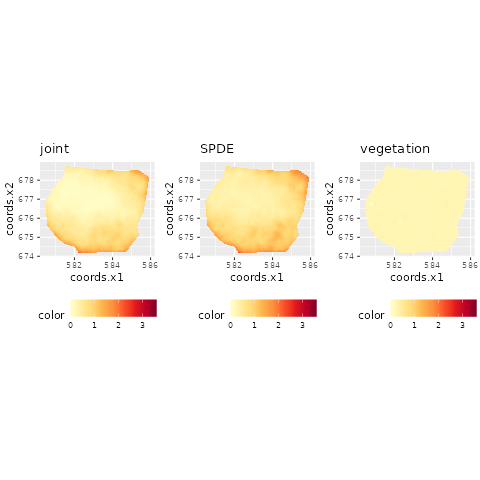 joint SPDE vegetation
678 678 678
677 677 677
676 676 676
675 675 675
674 674 674
coords.x2 coords.x2 coords.x2
582 584 586 582 584 586 582 584 586
coords.x1 coords.x1 coords.x1
color color color
0 1 2 3 0 1 2 3 0 1 2 3